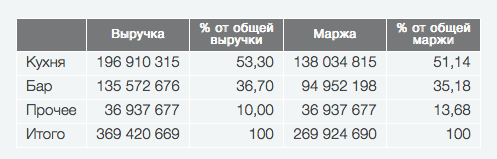 Выручка % от общей выручки Маржа % от общей маржи
Кухня 196 910 315 53,30 138 034 815 51,14
Бар 135 572 676 36,70 94 952 198 35,18
Прочее 36 937 677 10,00 36 937 677 13,68
Итого 369 420 669 100 269 924 690 100